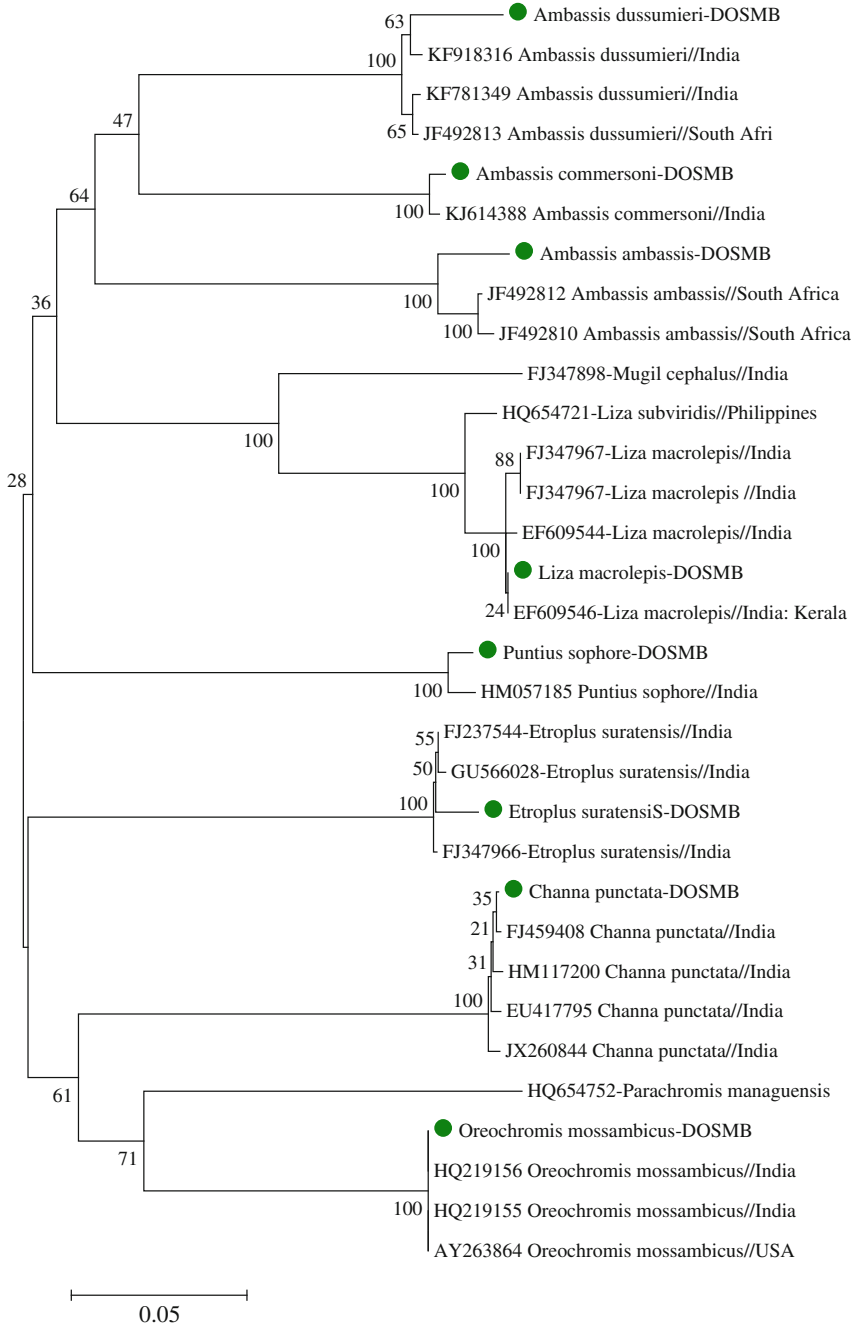 Ambassis dussumieri-DOSMB
63
KF918316 Ambassis dussumieri//India
100
KF781349 Ambassis dussumieri//India
47
65
JF492813 Ambassis dussumieri//South Afri
Ambassis commersoni-DOSMB
64
100
KJ614388 Ambassis commersoni//India
Ambassis ambassis-DOSMB
JF492812 Ambassis ambassis//South Africa
36
100
100
JF492810 Ambassis ambassis//South Africa
FJ347898-Mugil cephalus//India
HQ654721-Liza subviridis//Philippines
100
FJ347967-Liza macrolepis//India
88
28
100
FJ347967-Liza macrolepis //India
EF609544-Liza macrolepis//India
100
Liza macrolepis-DOSMB
24
EF609546-Liza macrolepis//India: Kerala
Puntius sophore-DOSMB
100
HM057185 Puntius sophore//India
FJ237544-Etroplus suratensis//India
55
50
GU566028-Etroplus suratensis//India
100
Etroplus suratensiS-DOSMB
FJ347966-Etroplus suratensis//India
Channa punctata-DOSMB
35
21
FJ459408 Channa punctata//India
31
HM117200 Channa punctata//India
100
EU417795 Channa punctata//India
JX260844 Channa punctata//India
61
HQ654752-Parachromis managuensis
Oreochromis mossambicus-DOSMB
71
HQ219156 Oreochromis mossambicus//India
100
HQ219155 Oreochromis mossambicus//India
AY263864 Oreochromis mossambicus//USA
0.05